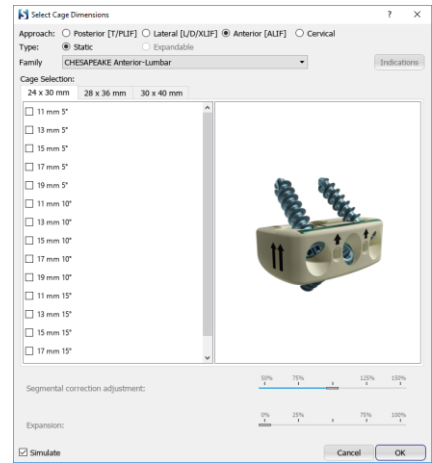 Select Cage Dimensions ? ×
Approach: Posterior [T/PLIF] Lateral [L/D/XLIF] Anterior [ALIF] Cervical
Type: Static Expandable
Family CHESAPEAKE Anterior-Lumbar Indications
Cage Selection:
24 x 30 mm 28 x 36 mm 30 x 40 mm
11 mm 5°
13 mm 5°
15 mm 5°
17 mm 5°
19 mm 5°
11 mm 10°
13 mm 10°
15 mm 10°
17 mm 10°
19 mm 10°
11 mm 15°
13 mm 15°
15 mm 15°
17 mm 15°
50% 75% 125% 150%
Segmental correction adjustment:
0% 25% 75% 100%
Expansion:
Simulate Cancel OK